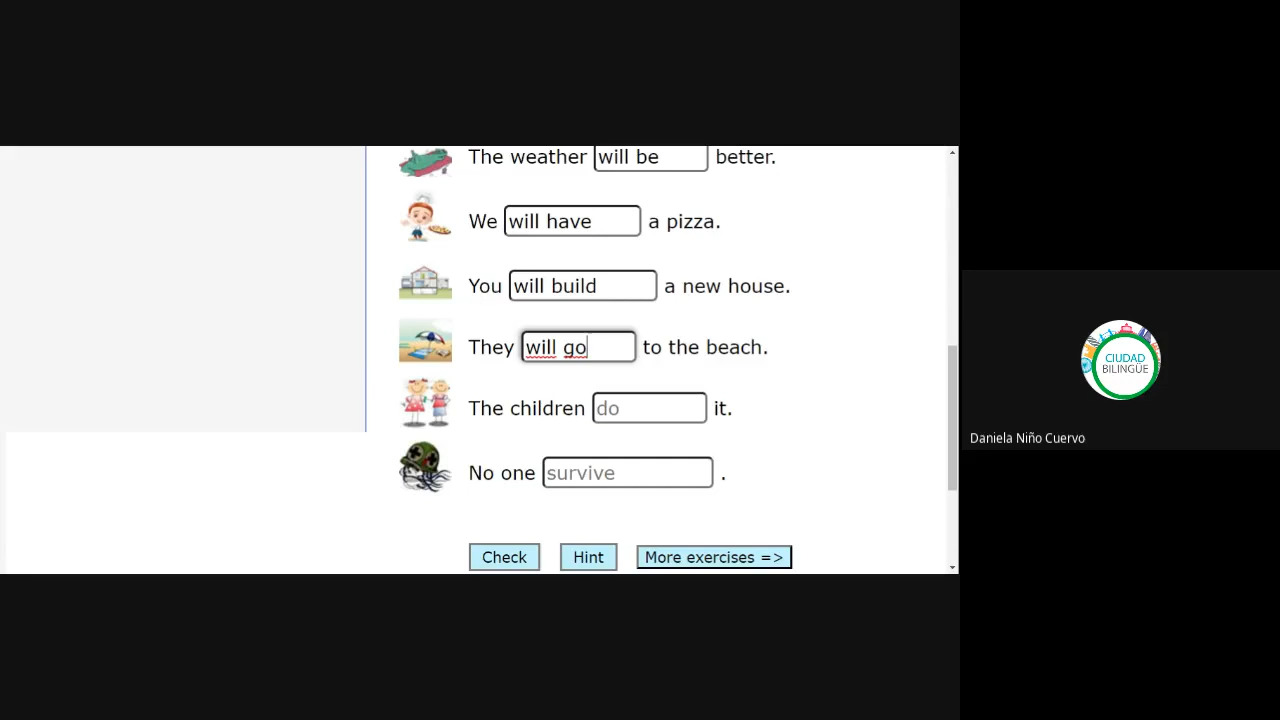 The weather will be better.
We will have a pizza.
You will build a new house.
They will go to the beach.
The children do it.
No one survive .
Check Hint More exercises =>
CIUDAD
BILINGÜE
Daniela Niño Cuervo